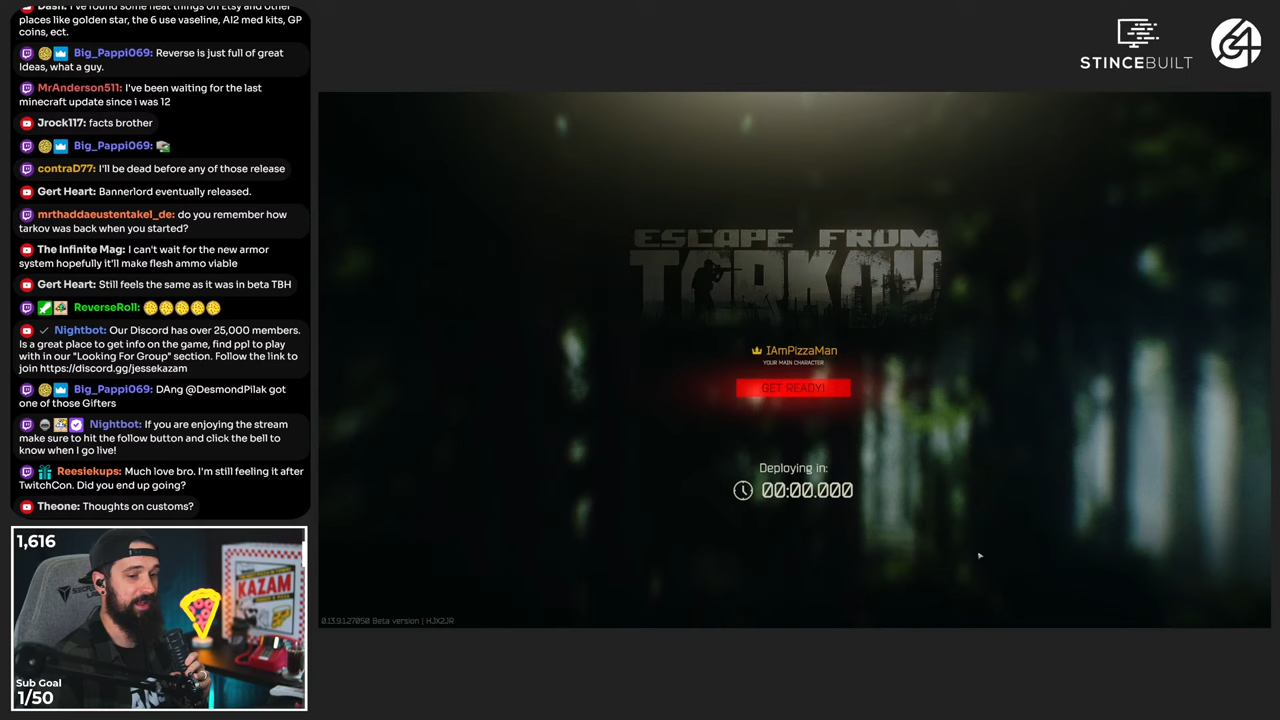 Dash: I've found some neat things on Etsy and other
places like golden star, the 6 use vaseline, AI2 med kits, GP
coins, ect.
Big_Pappi069: Reverse is just full of great
Ideas, what a guy.
MrAnderson511: I've been waiting for the last
minecraft update since i was 12
Jrock117: facts brother
Big_Pappi069:
contraD77: I'll be dead before any of those release
Gert Heart: Bannerlord eventually released.
mrthaddaeustentakel_de: do you remember how
tarkov was back when you started?
The Infinite Mag: I can't wait for the new armor
system hopefully it'll make flesh ammo viable
Gert Heart: Still feels the same as it was in beta TBH
ReverseRoll:
Nightbot: Our Discord has over 25,000 members.
Is a great place to get info on the game, find ppl to play
with in our "Looking For Group" section. Follow the link to
join https://discord.gg/jessekazam
Big_Pappi069: DAng @DesmondPilak got
one of those Gifters
Nightbot: If you are enjoying the stream
make sure to hit the follow button and click the bell to
know when I go live!
Reesiekups: Much love bro. I'm still feeling it after
TwitchCon. Did you end up going?
Theone: Thoughts on customs?
1,616
KAZAM
Sub Goal
1/50
STINCEBUILT
G4
ESCAPE FROM
TARKOV
IAmPizzaMan
YOUR MAIN CHARACTER
GET READY!
Deploying in:
00:00.000
0.13.9.1.27050 Beta version | HJX2JR